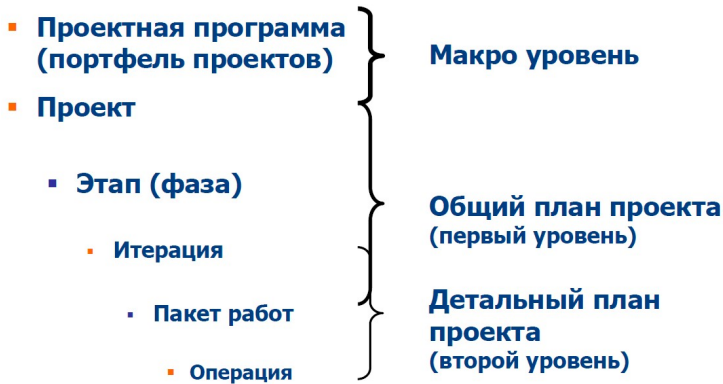 Проектная программа
(портфель проектов)
Макро уровень
Проект
Этап (фаза)
Общий план проекта
(первый уровень)
Итерация
Пакет работ
Детальный план
проекта
(второй уровень)
Операция